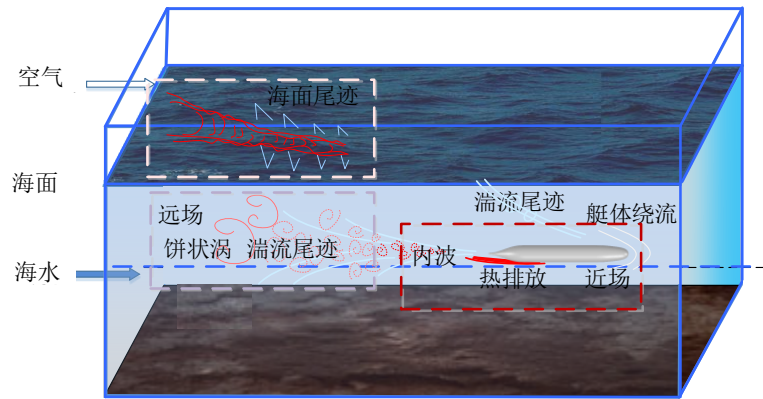 空气
海面尾迹
海面
远场
湍流尾迹
艇体绕流
饼状涡
湍流尾迹
内波
海水
热排放
近场